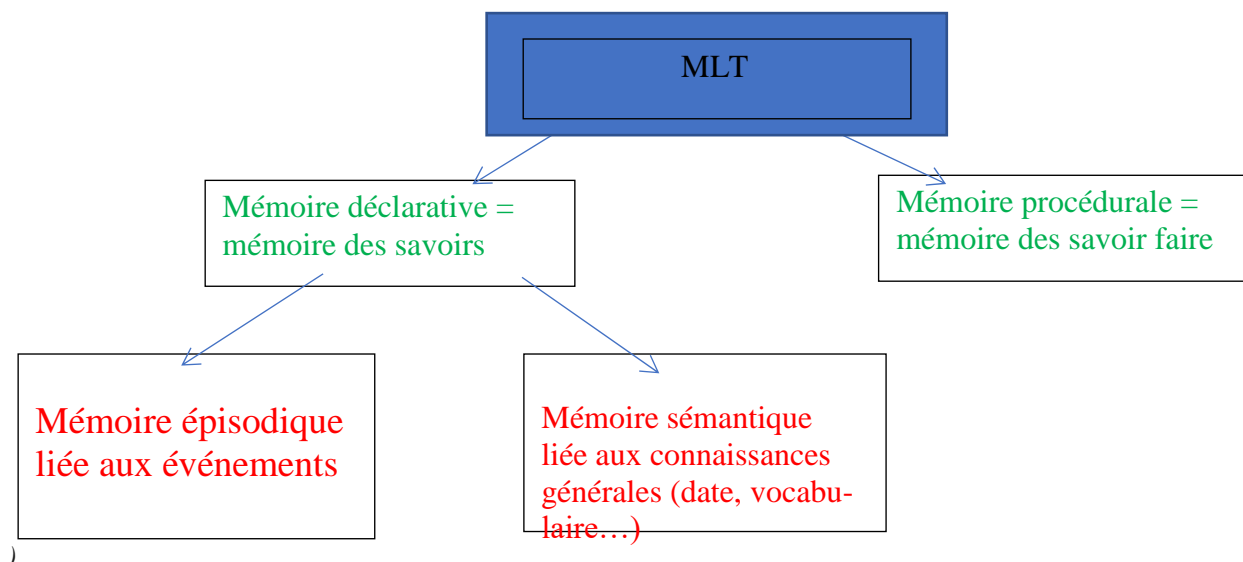 MLT
Mémoire déclarative =
mémoire des savoirs
Mémoire procédurale =
mémoire des savoir faire
Mémoire épisodique
liée aux événements
Mémoire sémantique
liée aux connaissances
générales (date, vocabu-
laire…)
)